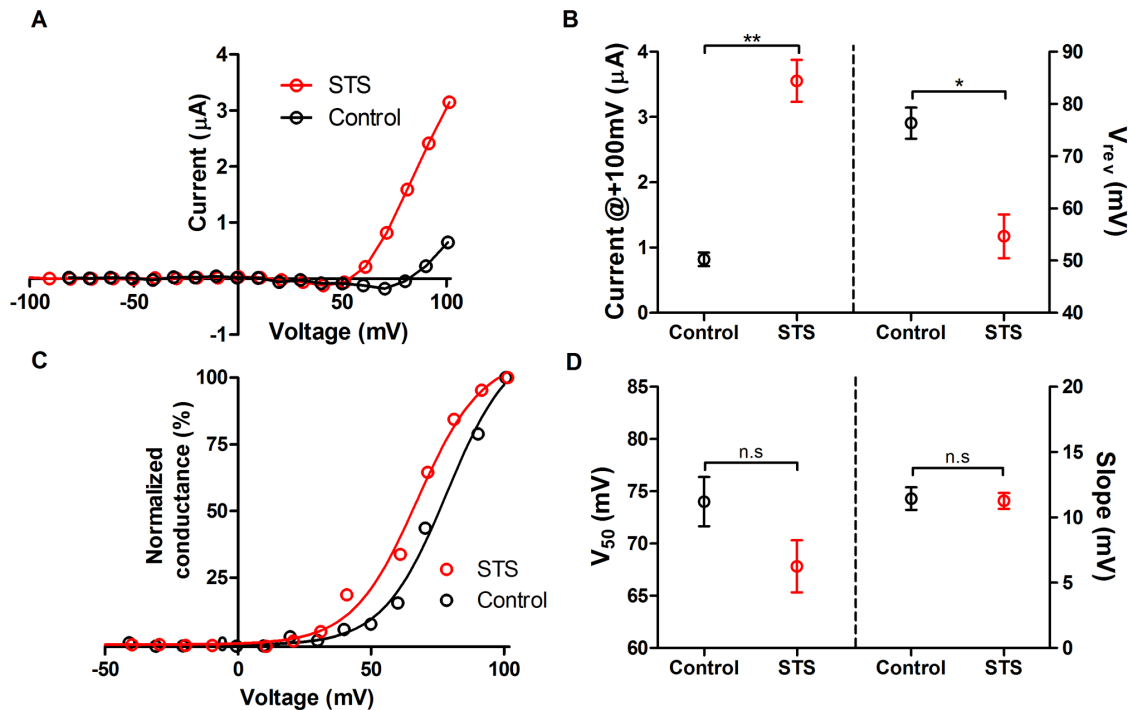 A
4
3
2
1
-1
Current (µA)
STS
Control
-100
-50
0
50
100
Voltage (mV)
B
**
*
4
3
2
1
0
Current @+100mV (µA)
90
80
70
60
50
40
Vrev (mV)
Control
STS
Control
STS
C
100
75
50
25
0
Normalized
conductance (%)
STS
Control
-50
0
50
100
Voltage (mV)
D
n.s
n.s
85
80
75
70
65
60
V50 (mV)
20
15
10
5
0
Slope
(mV)
Control
STS
Control
STS